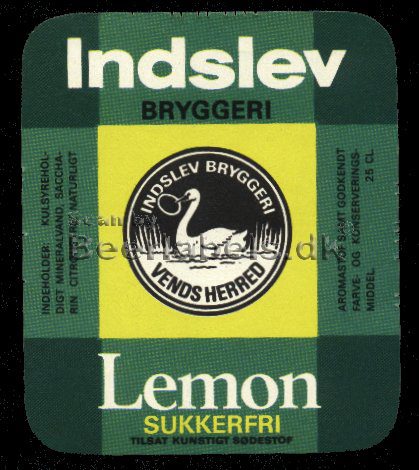 Indslev
BRYGGERI
INDSLEV BRYGGERI
VENDS HERRED
INDEHOLDER KULSYREHOL-
DIGT MINERALVAND, SACCHA-
RIN CITRON NATURLIGT
AROMASTOF SAMT GODKENDT
FARVE- OG KONSERVERINGS-
MIDDEL. 25 CL
Beerlabels.dk
Lemon
SUKKERFRI
TILSAT KUNSTIGT SØDESTOF